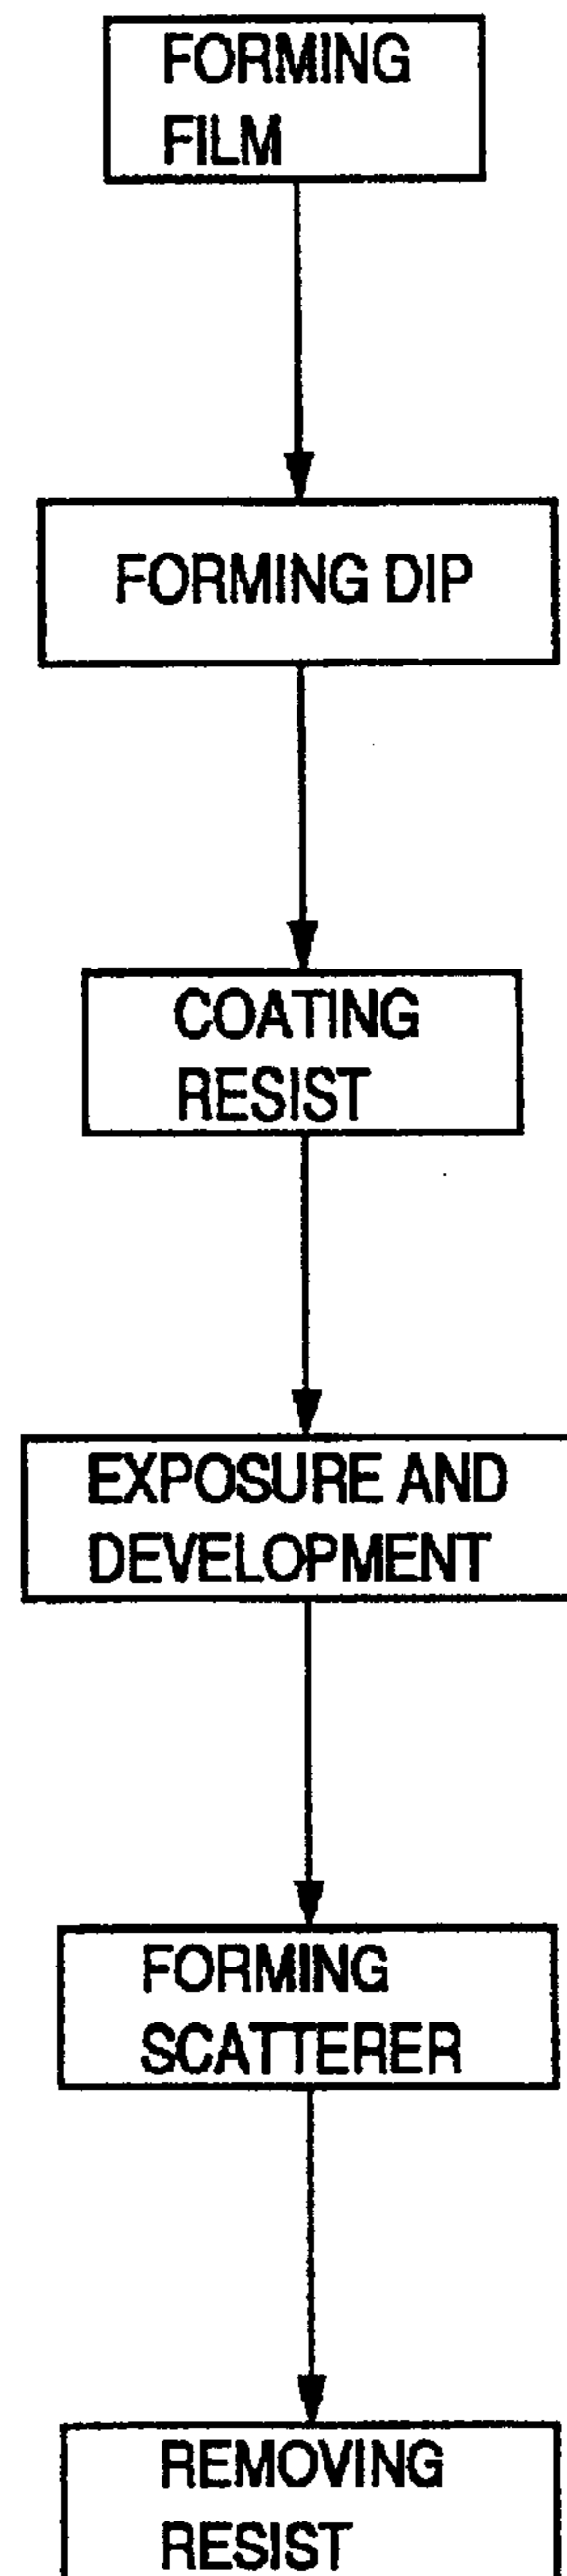 FORMING
FILM
FORMING DIP
COATING
RESIST
EXPOSURE AND
DEVELOPMENT
FORMING
SCATTERER
REMOVING
RESIST